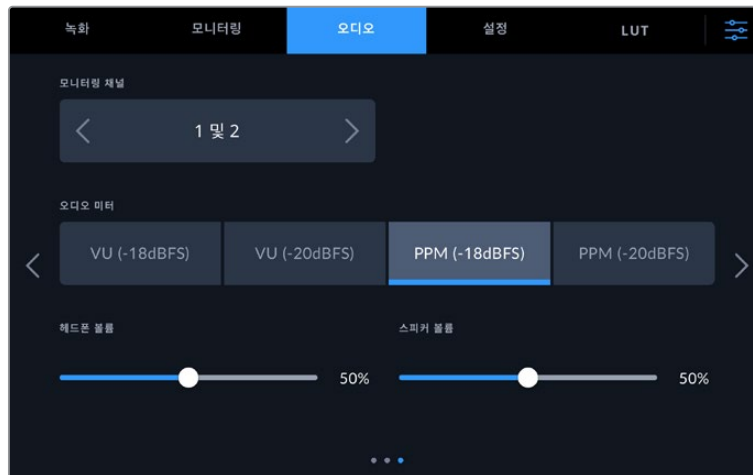 녹화 모니터링 오디오 설정 LUT
모니터링 채널
1 및 2
오디오 미터
VU (-18dBFS) VU (-20dBFS) PPM (-18dBFS) PPM (-20dBFS)
헤드폰 볼륨 스피커 볼륨
50% 50%